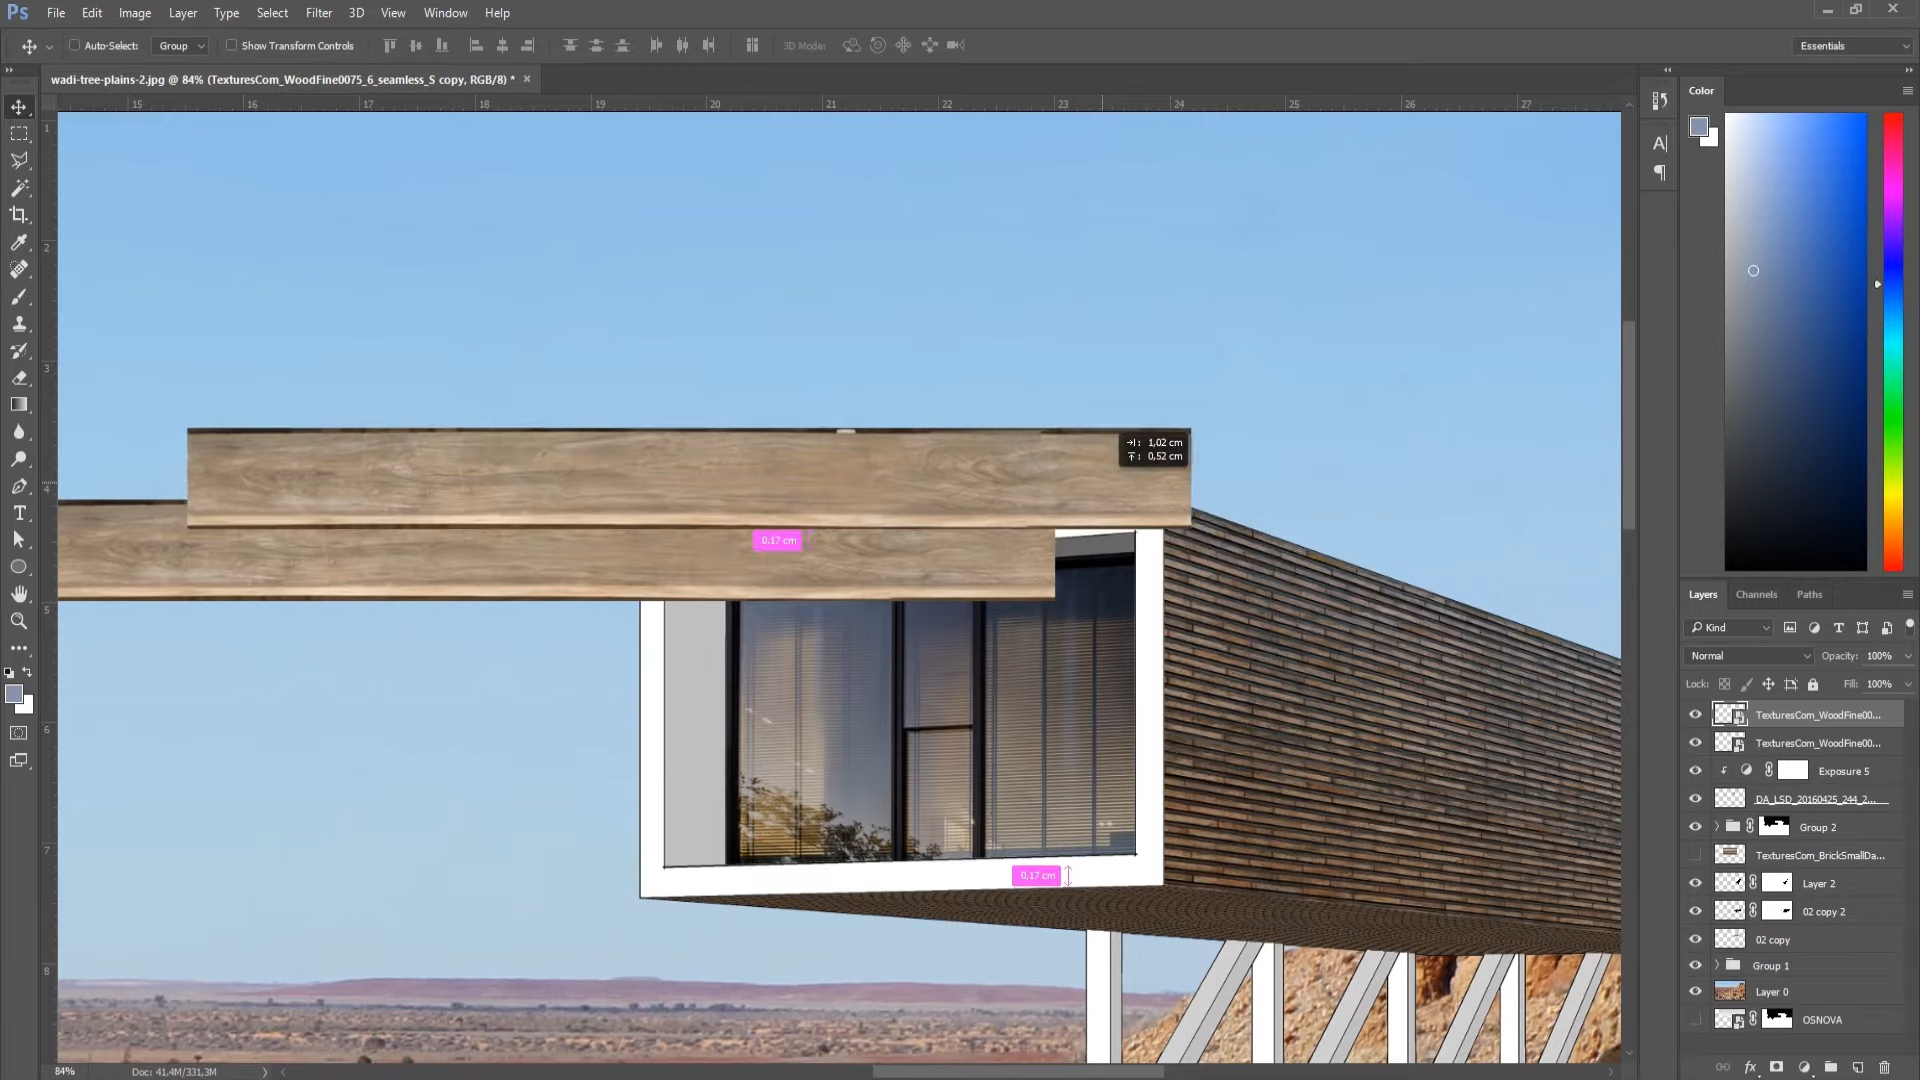 Ps File Edit Image Layer Type Select Filter 3D View Window Help
Auto-Select: Group Show Transform Controls 3D Mode: Essentials
wadi-tree-plains-2.jpg @ 84% (TexturesCom_WoodFine0075_6_seamless_S copy, RGB/8) * ×
15 16 17 18 19 20 21 22 23 24 25 26 27
1
2
3
4
5
6
7
8
1,02 cm
0,52 cm
0,17 cm
0,17 cm
Color
Layers Channels Paths
Kind
Normal Opacity: 100%
Lock: Fill: 100%
TexturesCom_WoodFine00...
TexturesCom_WoodFine00...
Exposure 5
DA_LSD_20160425_244_2...
Group 2
TexturesCom_BrickSmallDa...
Layer 2
02 copy 2
02 copy
Group 1
Layer 0
OSNOVA
fx
84% Doc: 41.4M/331,3M